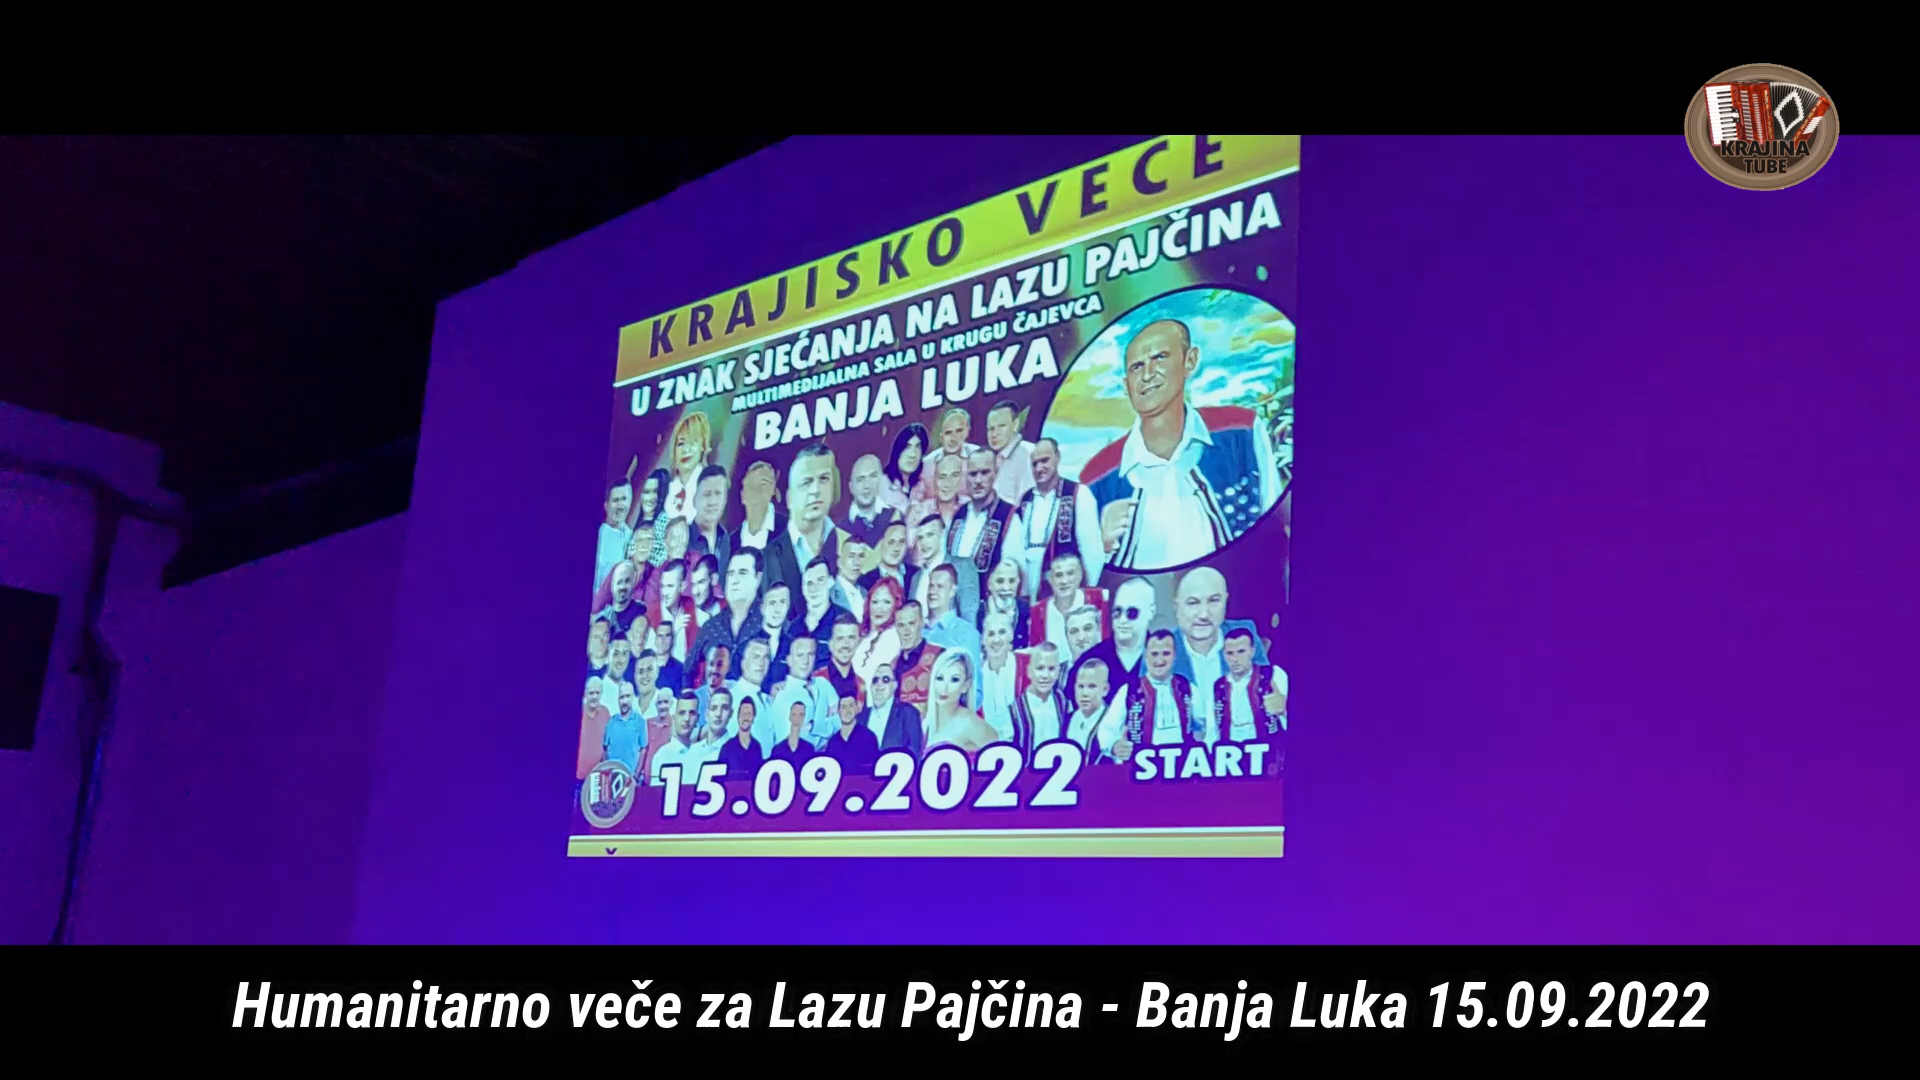 KRAJINA
TUBE
KRAJIŠKO VEČE
U ZNAK SJEĆANJA NA LAZU PAJČINA
MULTIMEDIJALNA SALA U KRUGU ČAJEVCA
BANJA LUKA
15.09.2022
START
Humanitarno veče za Lazu Pajčina - Banja Luka 15.09.2022